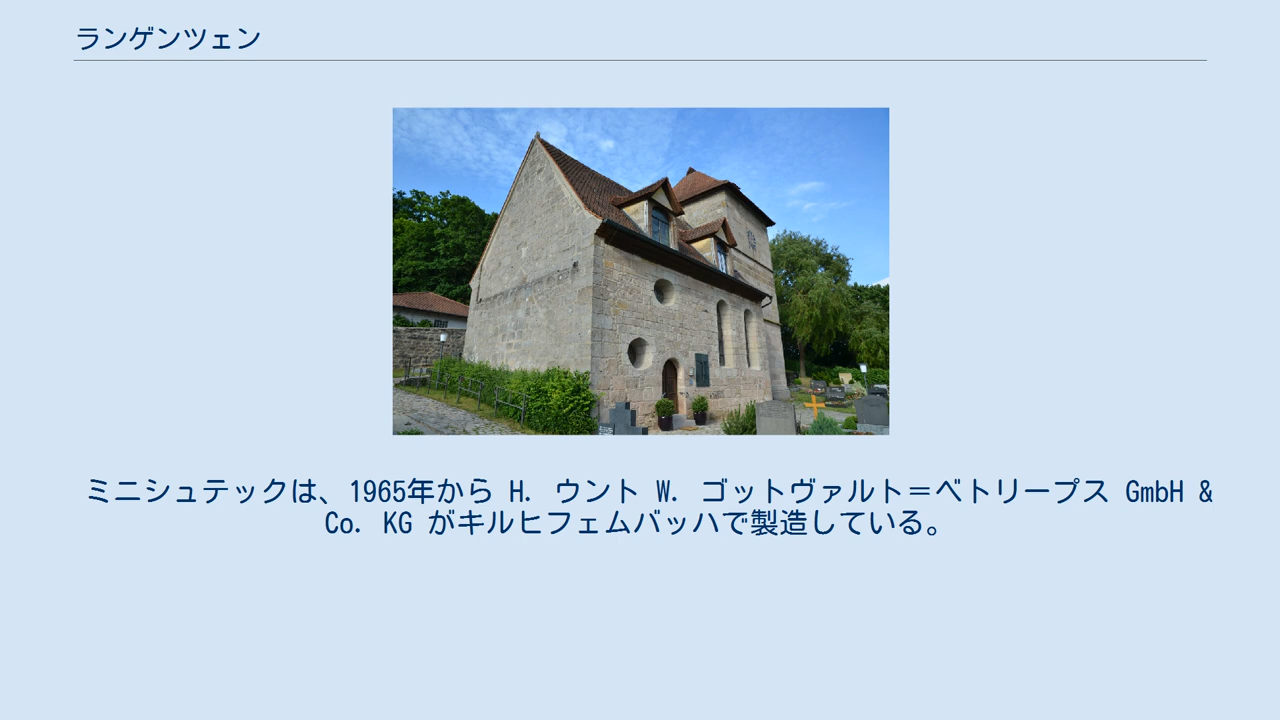 ランゲンツェン
ミニシュテックは、1965年から H. ウント W. ゴットヴァルト＝ベトリープス GmbH &
Co. KG がキルヒフェムバッハで製造している。